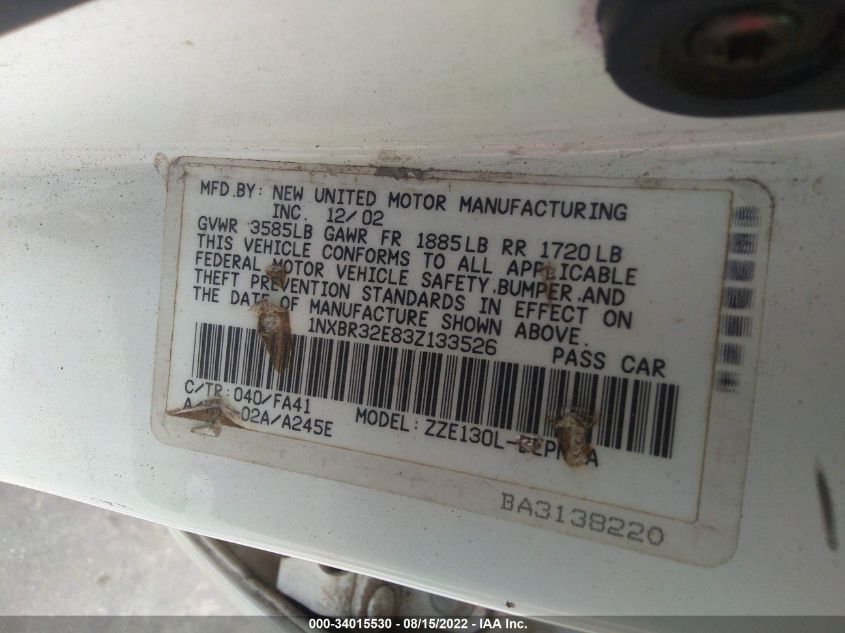 MFD.BY: NEW UNITED MOTOR MANUFACTURING
INC. 12/02
GVWR 3585LB GAWR FR 1885LB RR 1720LB
THIS VEHICLE CONFORMS TO ALL APPLICABLE
FEDERAL MOTOR VEHICLE SAFETY,BUMPER,AND
THEFT PREVENTION STANDARDS IN EFFECT ON
THE DATE OF MANUFACTURE SHOWN ABOVE.
1NXBR32E83Z133526 PASS CAR
C/TR:040/FA41
02A/A245E MODEL:
BA3138220
000-34015530 - 08/15/2022 - IAA Inc.